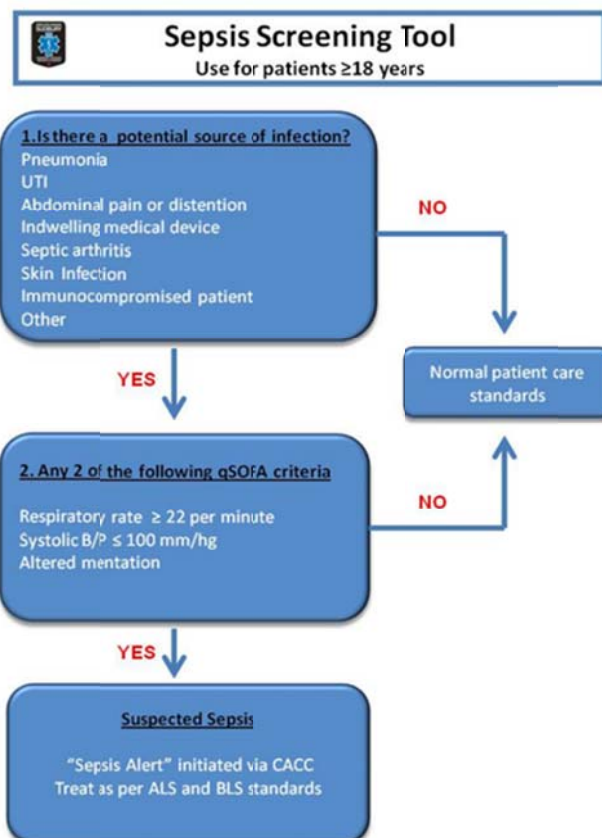 Sepsis Screening Tool
Use for patients ≥18 years
1.Is there a potential source of infection?
Pneumonia
UTI
Abdominal pain or distention
Indwelling medical device
Septic arthritis
Skin Infection
Immunocompromised patient
Other
NO
YES
Normal patient care
standards
2. Any 2 of the following qSOFA criteria
Respiratory rate ≥ 22 per minute
Systolic B/P ≤ 100 mm/hg
Altered mentation
NO
YES
Suspected Sepsis
“Sepsis Alert” initiated via CACC
Treat as per ALS and BLS standards